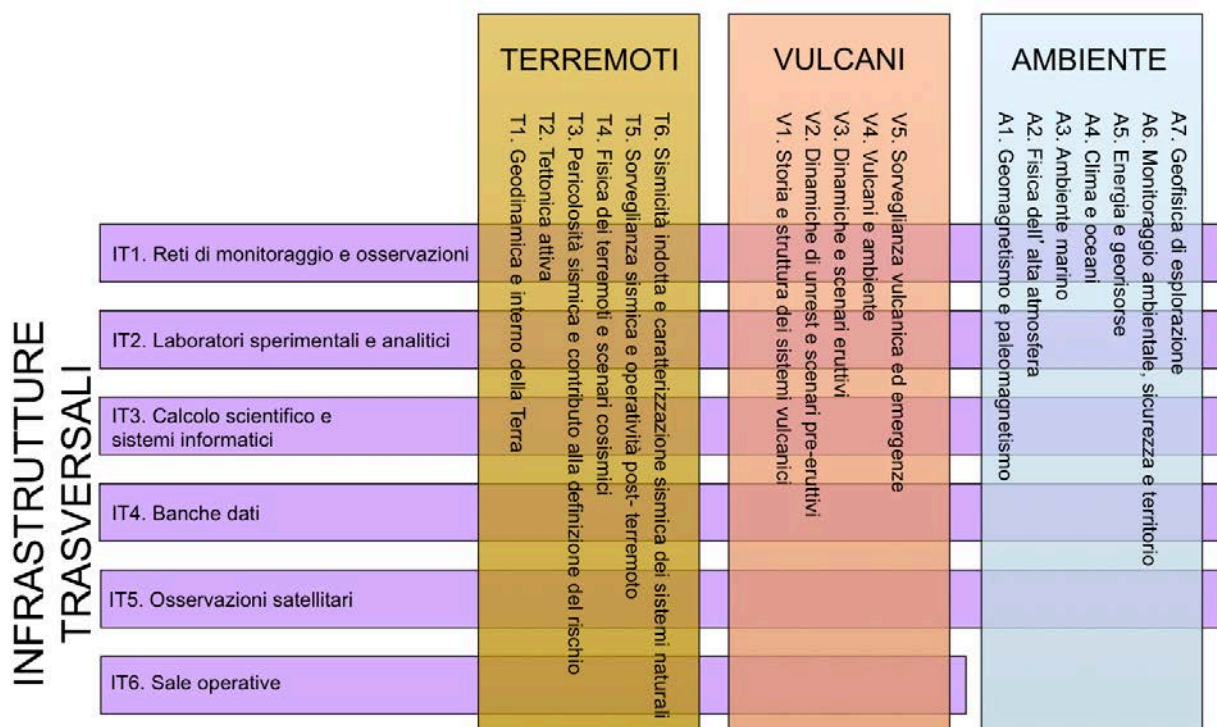 TERREMOTI
T1. Geodinamica e interno della Terra
T2. Tettonica attiva
T3. Pericolosità sismica e contributo alla definizione del rischio
T4. Fisica dei terremoti e scenari cosismici
T5. Sorveglianza sismica e operatività post- terremoto
T6. Sismicità indotta e caratterizzazione sismica dei sistemi naturali
VULCANI
V1. Storia e struttura dei sistemi vulcanici
V2. Dinamiche di unrest e scenari pre-eruttivi
V3. Dinamiche e scenari eruttivi
V4. Vulcani e ambiente
V5. Sorveglianza vulcanica ed emergenze
AMBIENTE
A1. Geomagnetismo e paleomagnetismo
A2. Fisica dell' alta atmosfera
A3. Ambiente marino
A4. Clima e oceani
A5. Energia e georisorse
A6. Monitoraggio ambientale, sicurezza e territorio
A7. Geofisica di esplorazione
INFRASTRUTTURE
TRASVERSALI
IT1. Reti di monitoraggio e osservazioni
IT2. Laboratori sperimentali e analitici
IT3. Calcolo scientifico e
sistemi informatici
IT4. Banche dati
IT5. Osservazioni satellitari
IT6. Sale operative